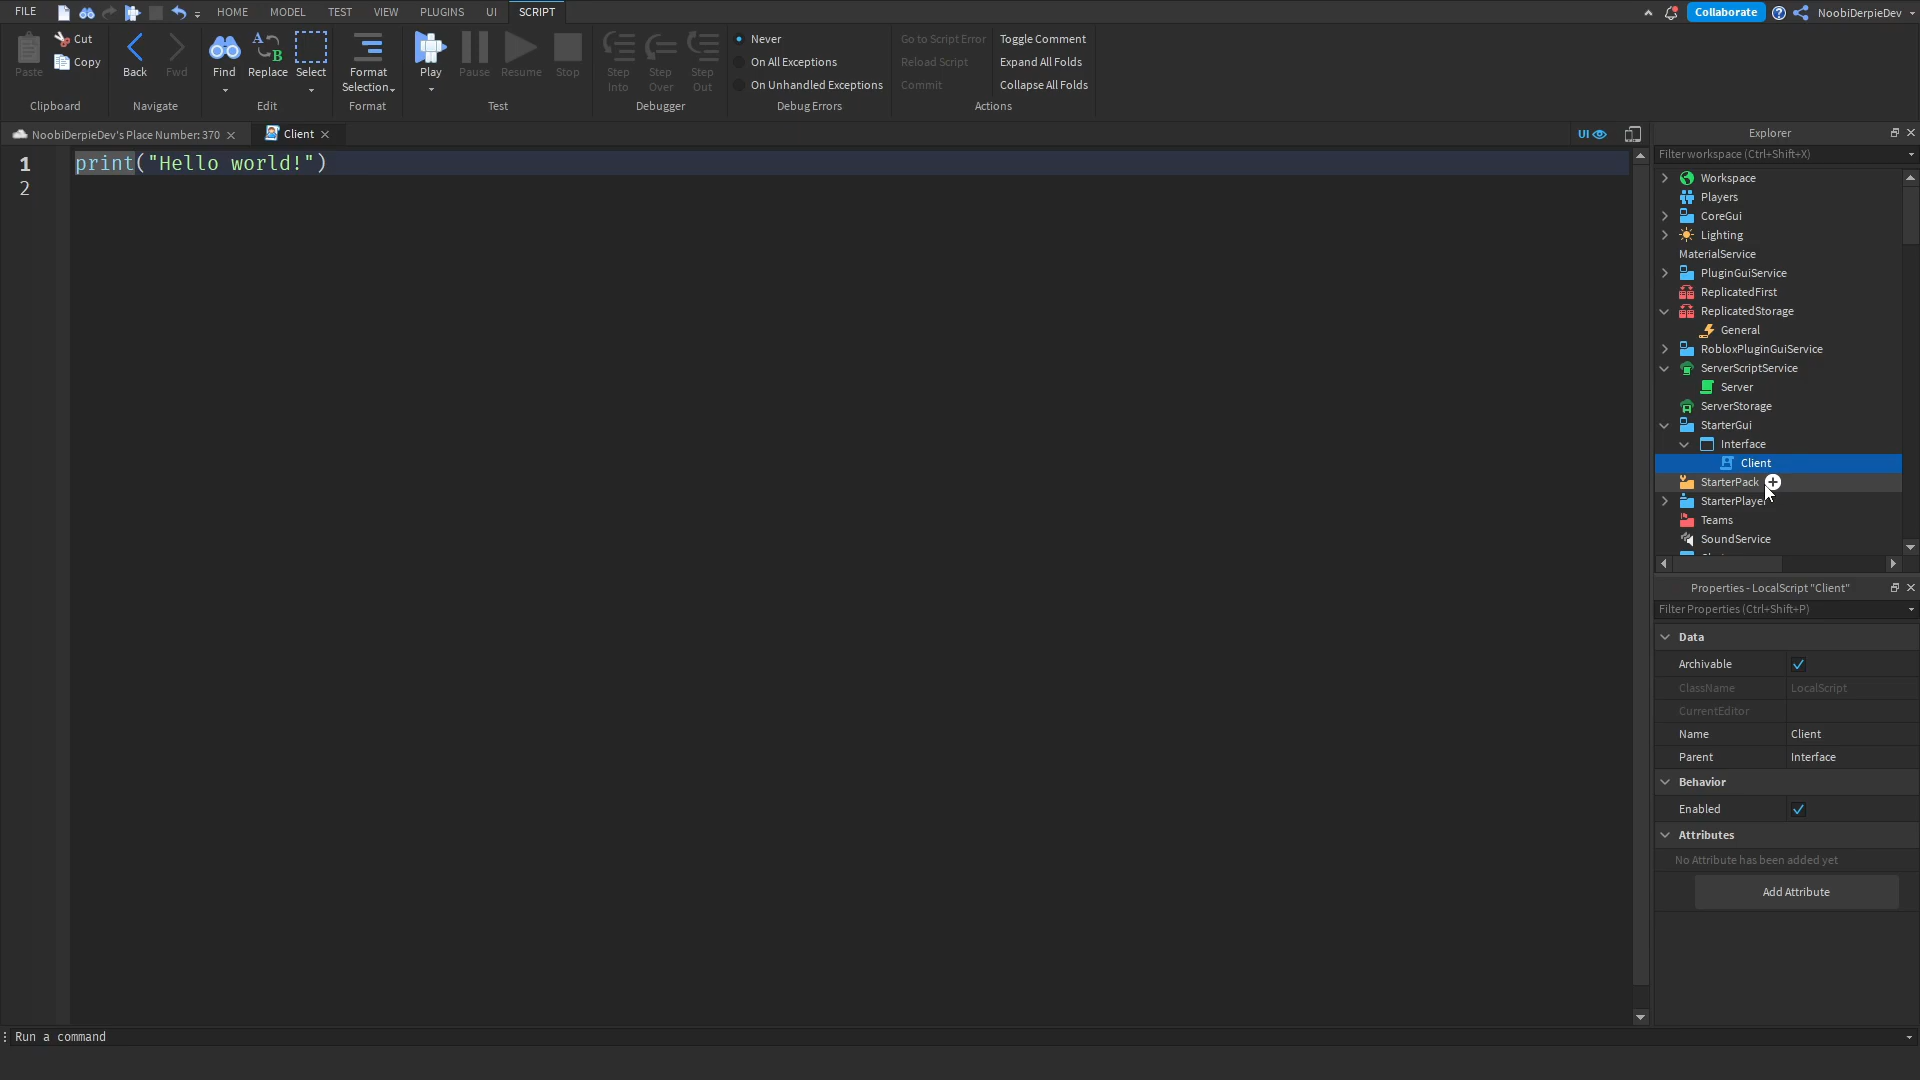 FILE HOME MODEL TEST VIEW PLUGINS UI SCRIPT Collaborate NoobiDerpieDev
Paste Cut Copy Clipboard
Back Fwd Navigate
Find Replace Select Edit
Format Selection Format
Play Pause Resume Stop Test
Step Into Step Over Step Out Debugger
Never
On All Exceptions
On Unhandled Exceptions
Debug Errors
Go to Script Error Toggle Comment
Reload Script Expand All Folds
Commit Collapse All Folds
Actions
NoobiDerpieDev's Place Number: 370 Client UI
1 print("Hello world!")
2
Explorer
Filter workspace (Ctrl+Shift+X)
Workspace
Players
CoreGui
Lighting
MaterialService
PluginGuiService
ReplicatedFirst
ReplicatedStorage
General
RobloxPluginGuiService
ServerScriptService
Server
ServerStorage
StarterGui
Interface
Client
StarterPack
StarterPlayer
Teams
SoundService
Properties - LocalScript "Client"
Filter Properties (Ctrl+Shift+P)
Data
Archivable
ClassName LocalScript
CurrentEditor
Name Client
Parent Interface
Behavior
Enabled
Attributes
No Attribute has been added yet
Add Attribute
Run a command